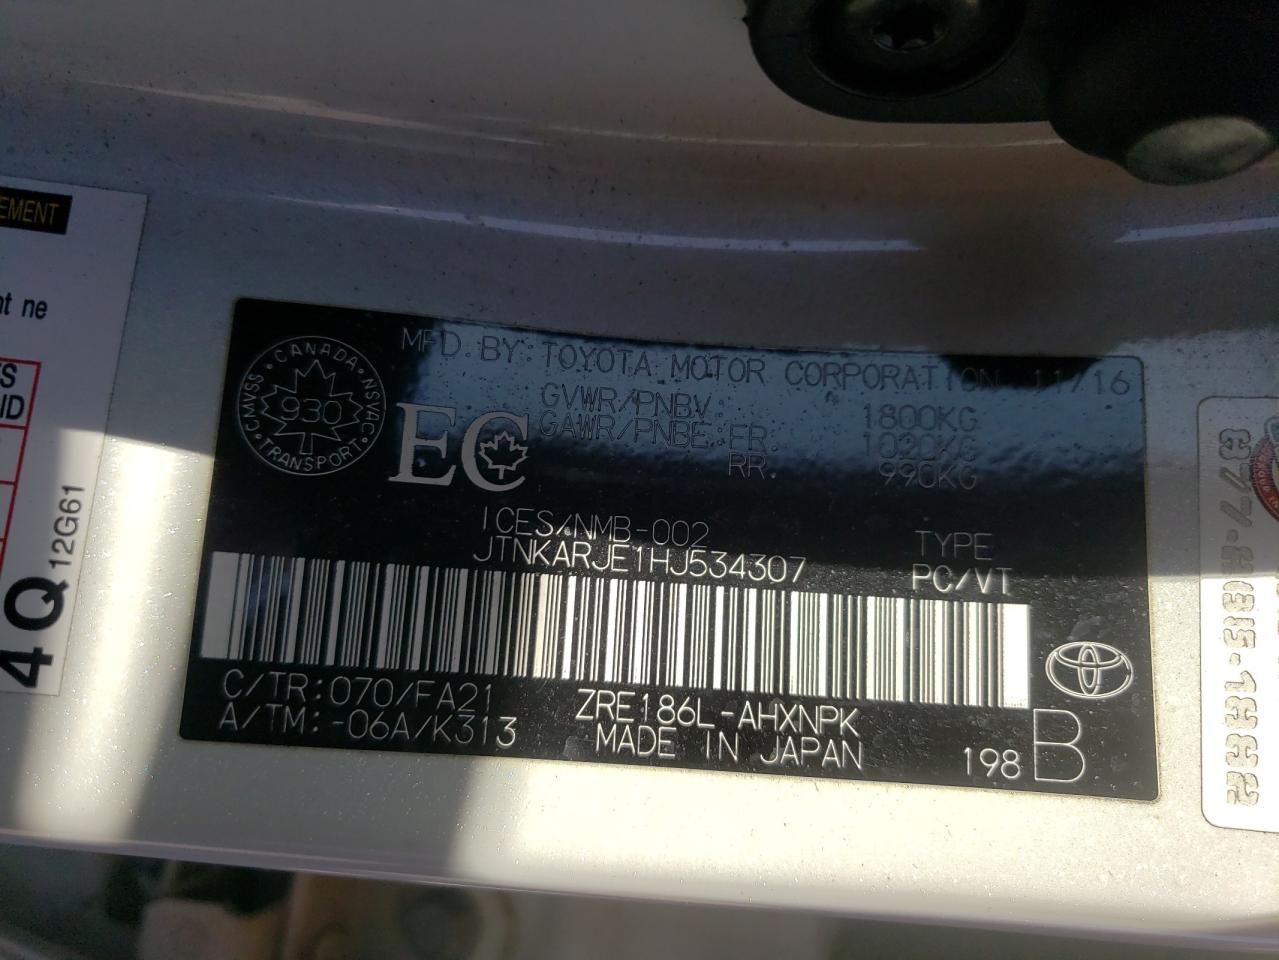 EMENT
nt ne
S
ID
4Q 12G61
CANADA · NSVAC · TRANSPORT · CMVSS
930
MFD. BY: TOYOTA MOTOR CORPORATION 11/16
GVWR/PNBV 1800KG
GAWR/PNBE FR. 1020KG
RR. 990KG
EC
ICES/NMB-002
JTNKARJE1HJ534307
TYPE
PC/VT
C/TR: 070/FA21
A/TM: -06A/K313
ZRE186L-AHXNPK
MADE IN JAPAN
198 B